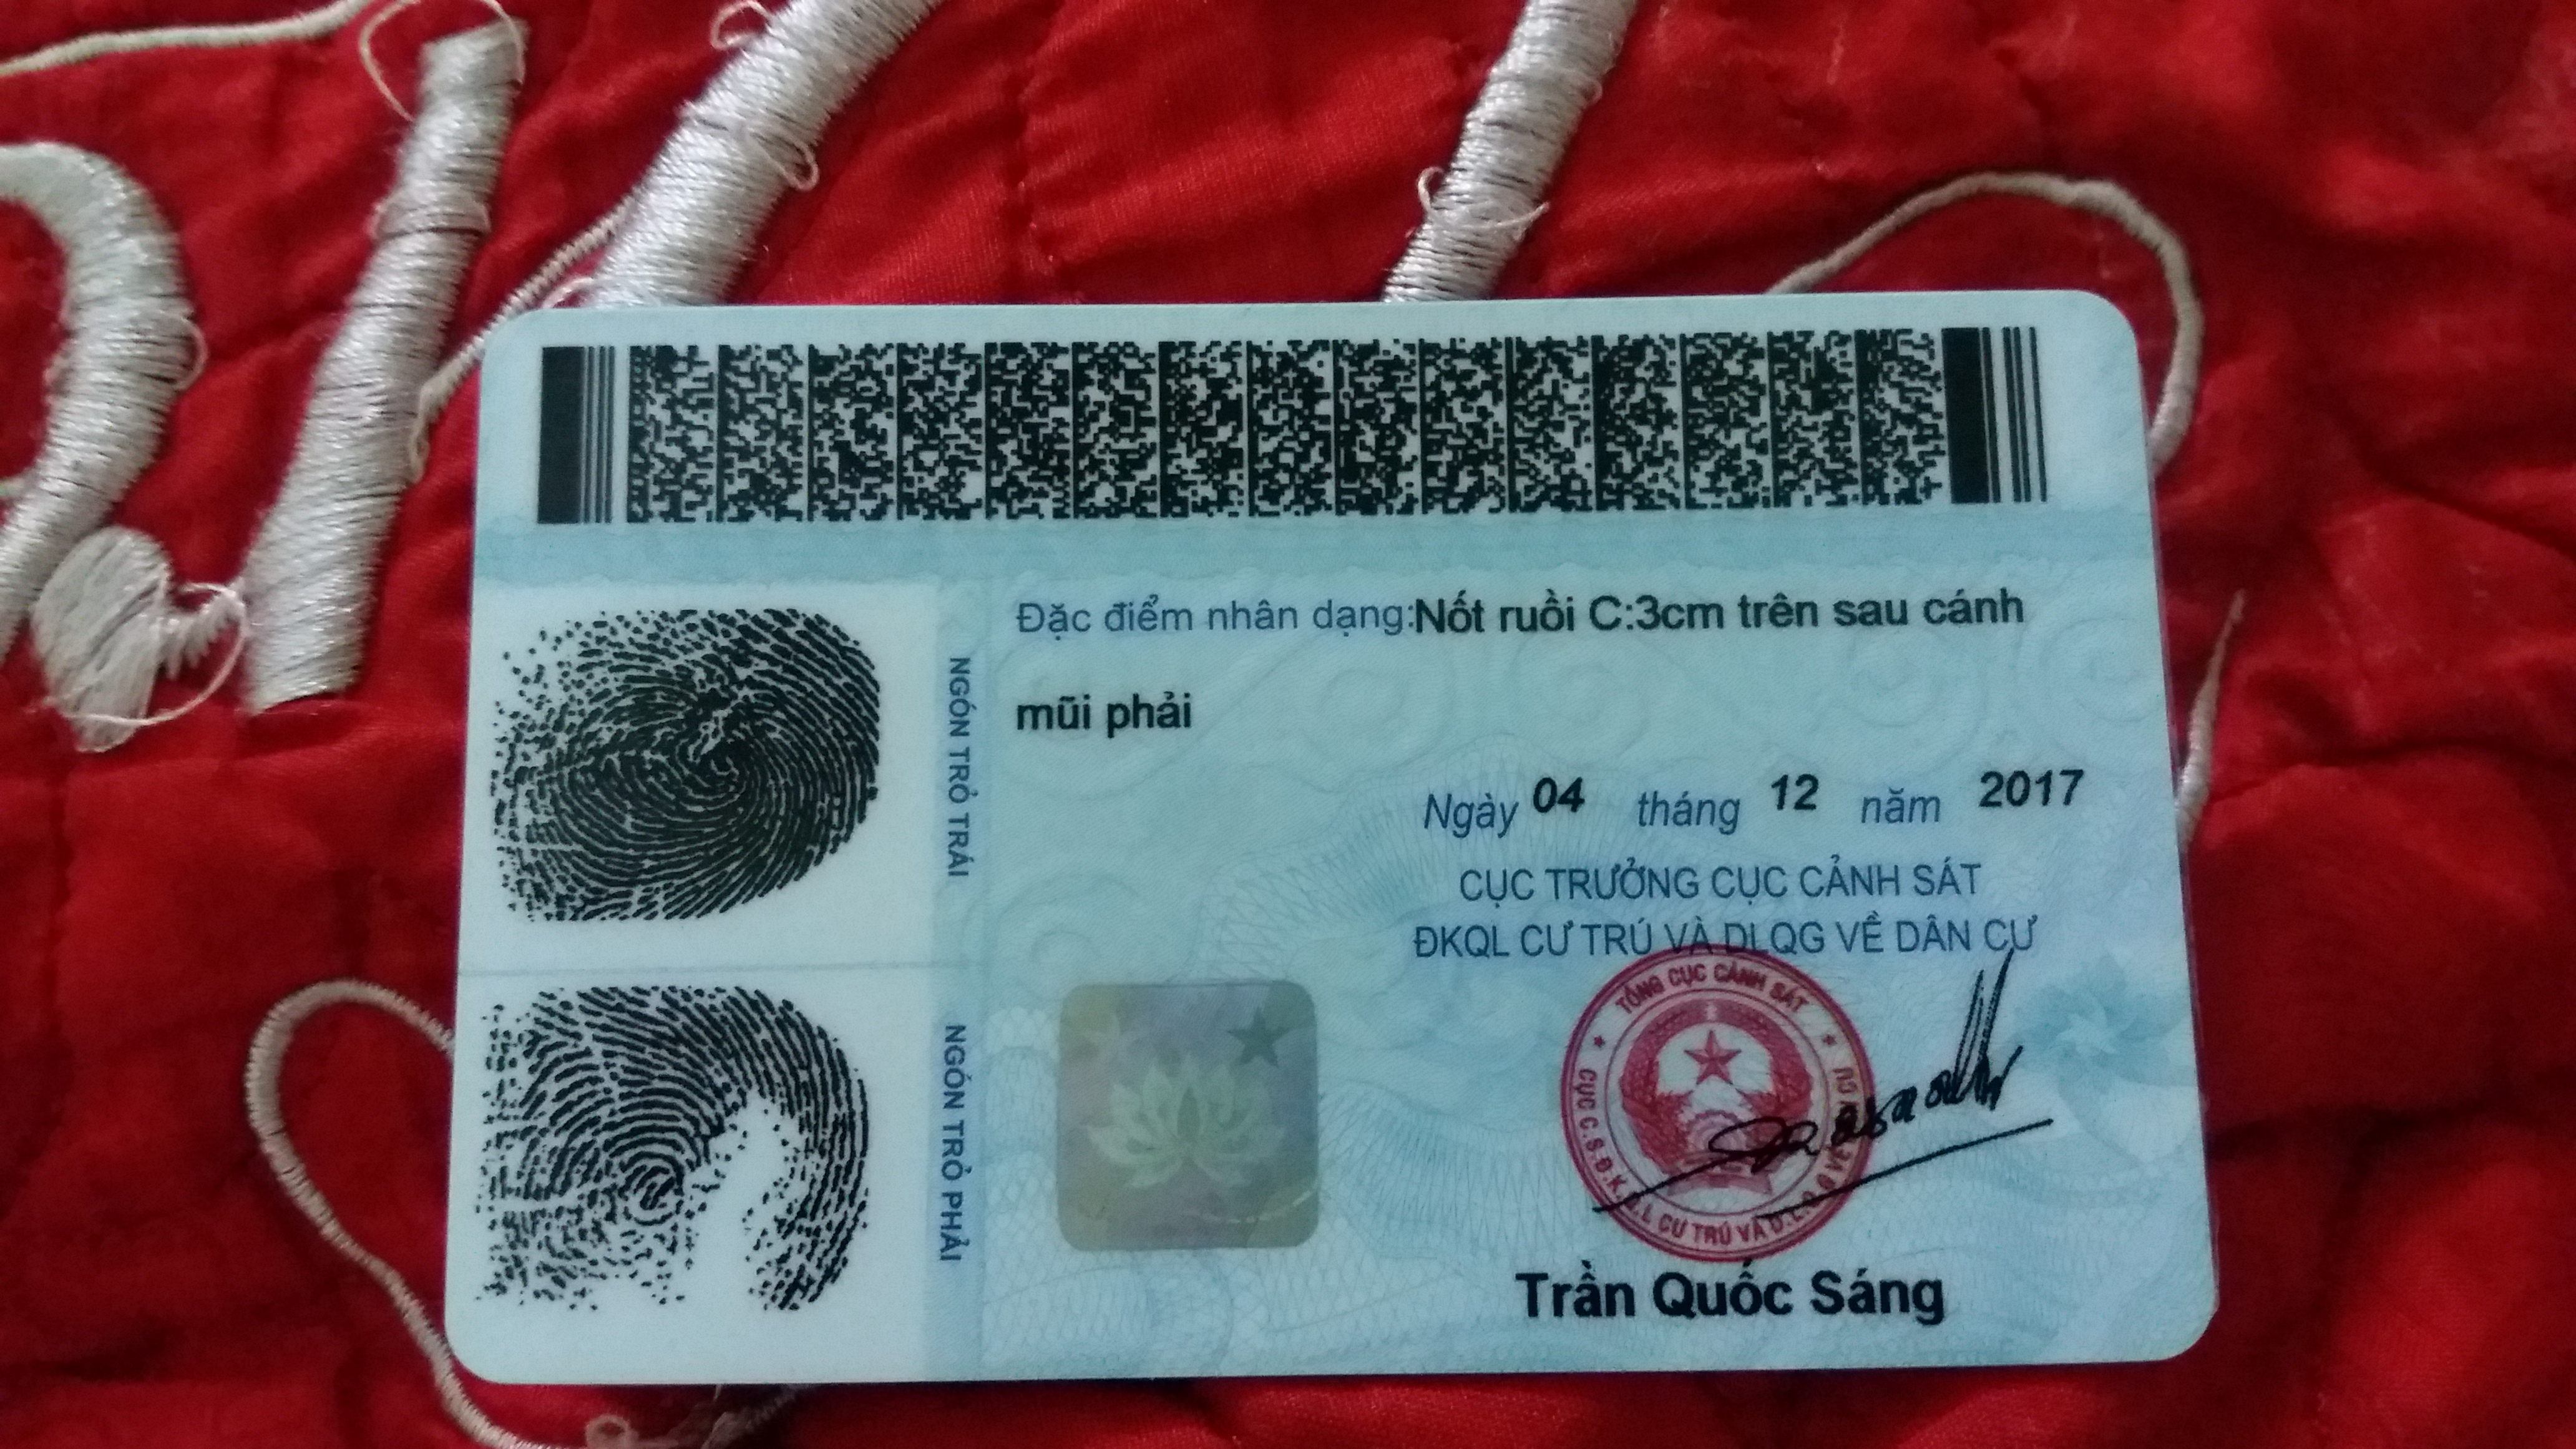 Đặc điểm nhân dạng:Nốt ruồi C:3cm trên sau cánh
mũi phải
NGÓN TRỎ TRÁI
Ngày 04 tháng 12 năm 2017
CỤC TRƯỞNG CỤC CẢNH SÁT
ĐKQL CƯ TRÚ VÀ DLQG VỀ DÂN CƯ
NGÓN TRỎ PHẢI
TỔNG CỤC CẢNH SÁT
CỤC C.S.Đ.K.Q.L CƯ TRÚ VÀ D.L.Q.G VỀ
Trần Quốc Sáng